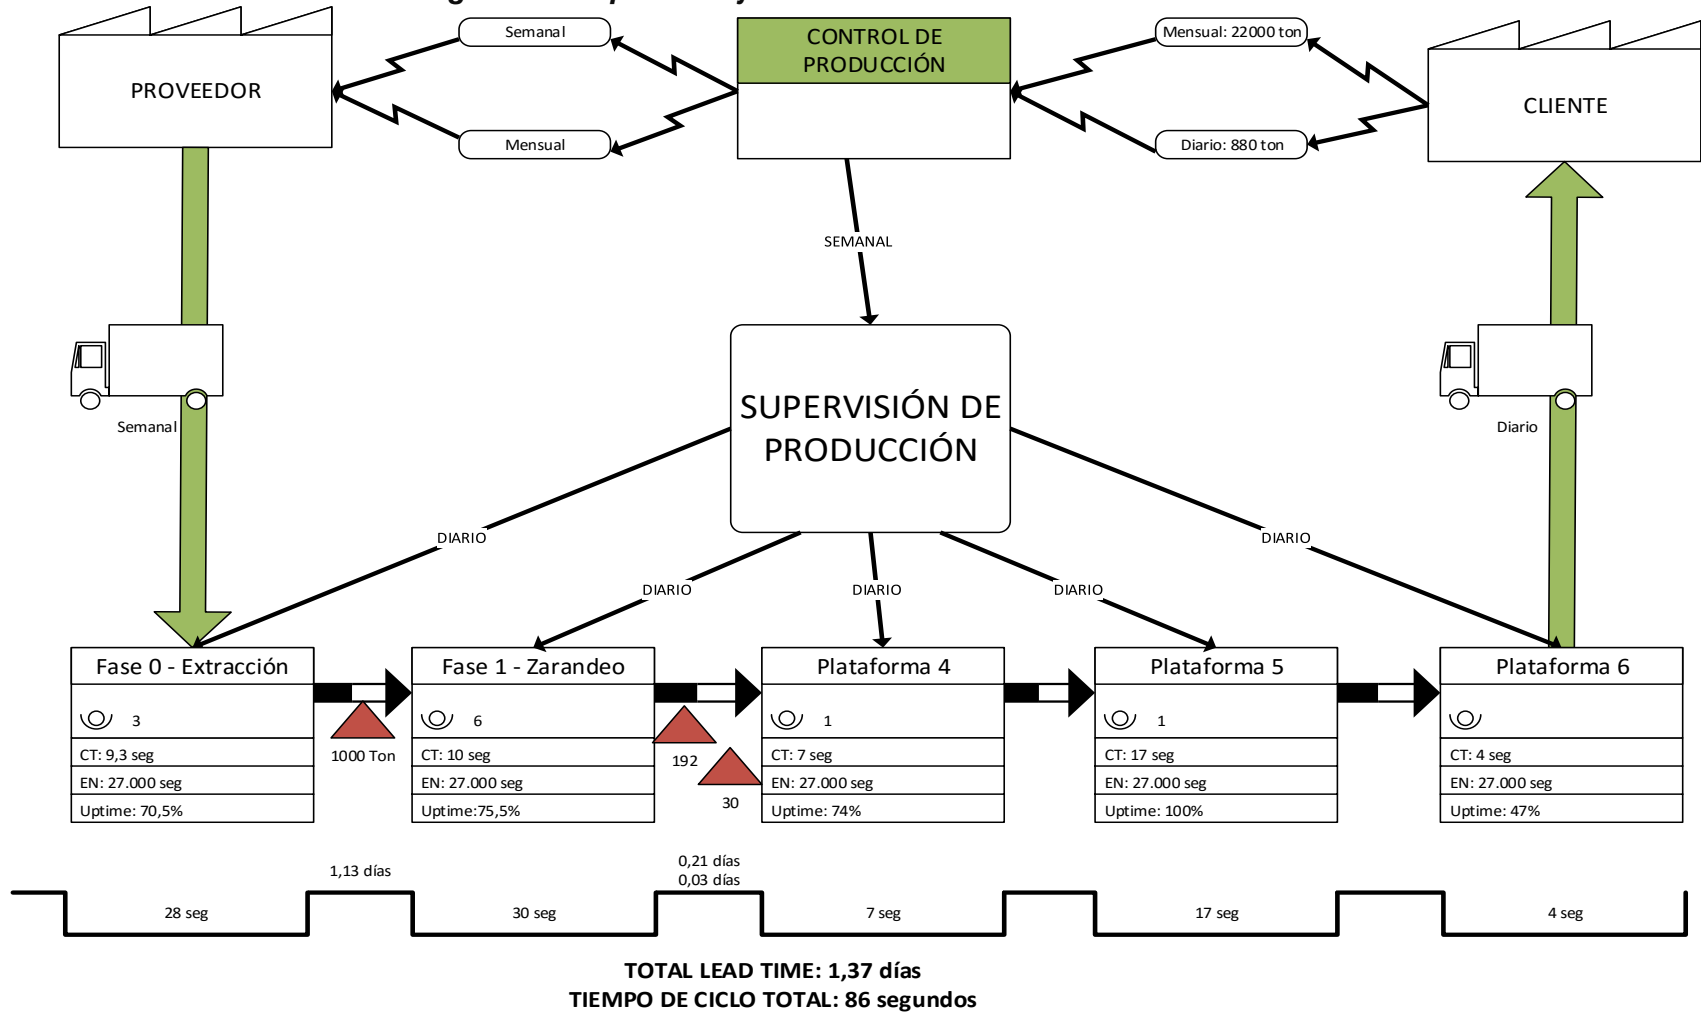 PROVEEDOR
Semanal
Mensual
CONTROL DE
PRODUCCIÓN
Mensual: 22000 ton
Diario: 880 ton
CLIENTE
SEMANAL
Semanal
SUPERVISIÓN DE
PRODUCCIÓN
Diario
DIARIO
DIARIO
DIARIO
DIARIO
DIARIO
Fase 0 - Extracción
3
CT: 9,3 seg
EN: 27.000 seg
Uptime: 70,5%
1000 Ton
Fase 1 - Zarandeo
6
CT: 10 seg
EN: 27.000 seg
Uptime:75,5%
192
30
Plataforma 4
1
CT: 7 seg
EN: 27.000 seg
Uptime: 74%
Plataforma 5
1
CT: 17 seg
EN: 27.000 seg
Uptime: 100%
Plataforma 6
CT: 4 seg
EN: 27.000 seg
Uptime: 47%
28 seg
1,13 días
30 seg
0,21 días
0,03 días
7 seg
17 seg
4 seg
TOTAL LEAD TIME: 1,37 días
TIEMPO DE CICLO TOTAL: 86 segundos